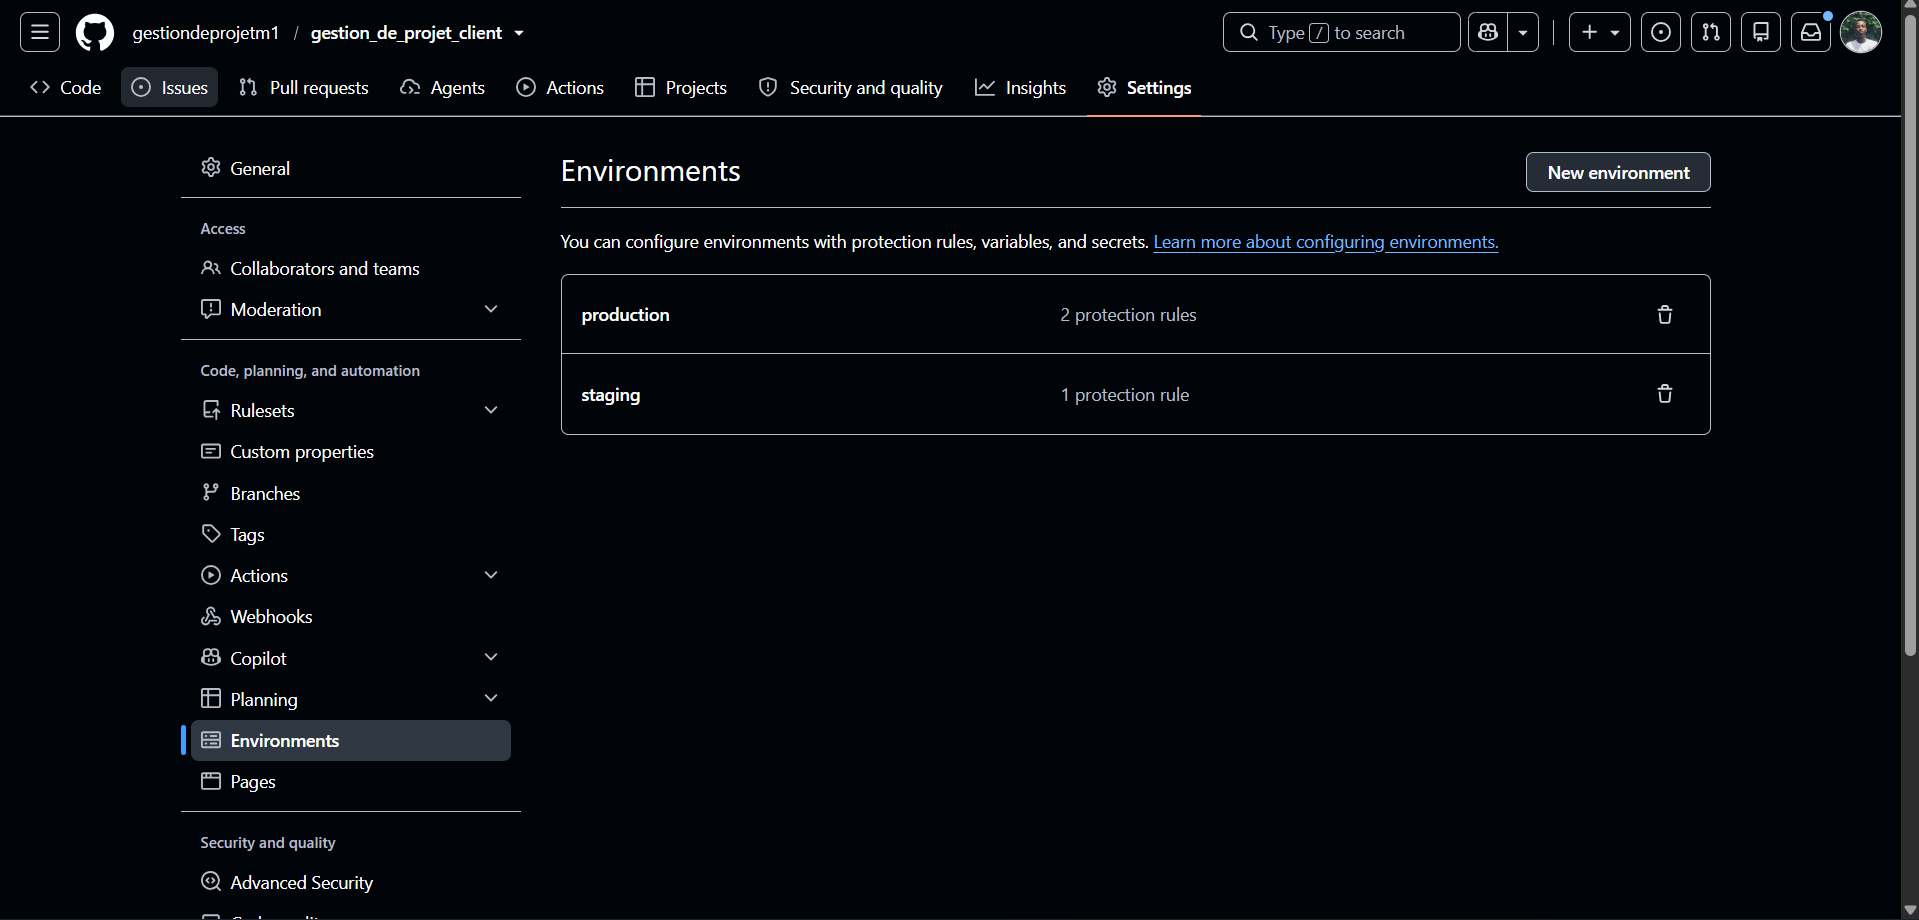 gestiondeprojetm1 / gestion_de_projet_client
Type / to search
Code
Issues
Pull requests
Agents
Actions
Projects
Security and quality
Insights
Settings
General
Access
Collaborators and teams
Moderation
Code, planning, and automation
Rulesets
Custom properties
Branches
Tags
Actions
Webhooks
Copilot
Planning
Environments
Pages
Security and quality
Advanced Security
Environments
New environment
You can configure environments with protection rules, variables, and secrets. Learn more about configuring environments.
production
2 protection rules
staging
1 protection rule